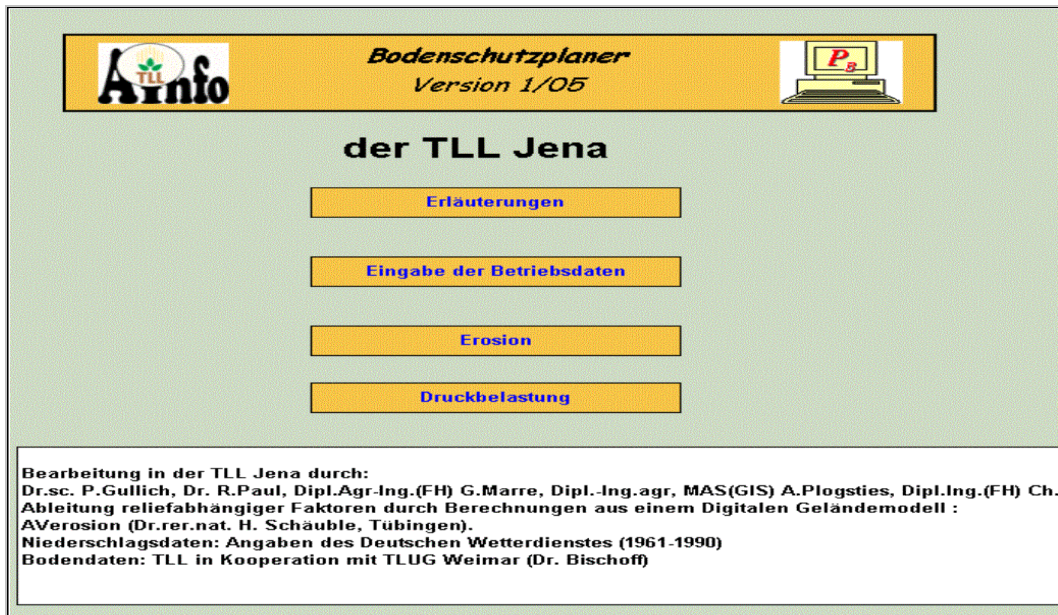 AINfo
TLL
Bodenschutzplaner
Version 1/05
P3
der TLL Jena
Erläuterungen
Eingabe der Betriebsdaten
Erosion
Druckbelastung
Bearbeitung in der TLL Jena durch:
Dr.sc. P.Gullich, Dr. R.Paul, Dipl.Agr-Ing.(FH) G.Marre, Dipl.-Ing.agr, MAS(GIS) A.Plogsties, Dipl.Ing.(FH) Ch.
Ableitung reliefabhängiger Faktoren durch Berechnungen aus einem Digitalen Geländemodell :
AVerosion (Dr.rer.nat. H. Schäuble, Tübingen).
Niederschlagsdaten: Angaben des Deutschen Wetterdienstes (1961-1990)
Bodendaten: TLL in Kooperation mit TLUG Weimar (Dr. Bischoff)